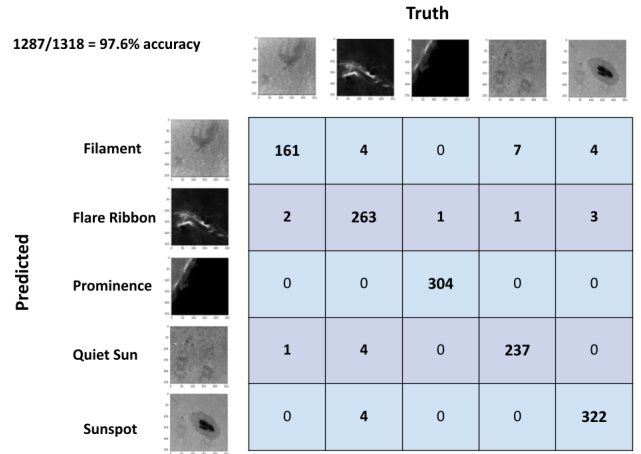 Truth
1287/1318 = 97.6% accuracy
Predicted
Filament 161 4 0 7 4
Flare Ribbon 2 263 1 1 3
Prominence 0 0 304 0 0
Quiet Sun 1 4 0 237 0
Sunspot 0 4 0 0 322